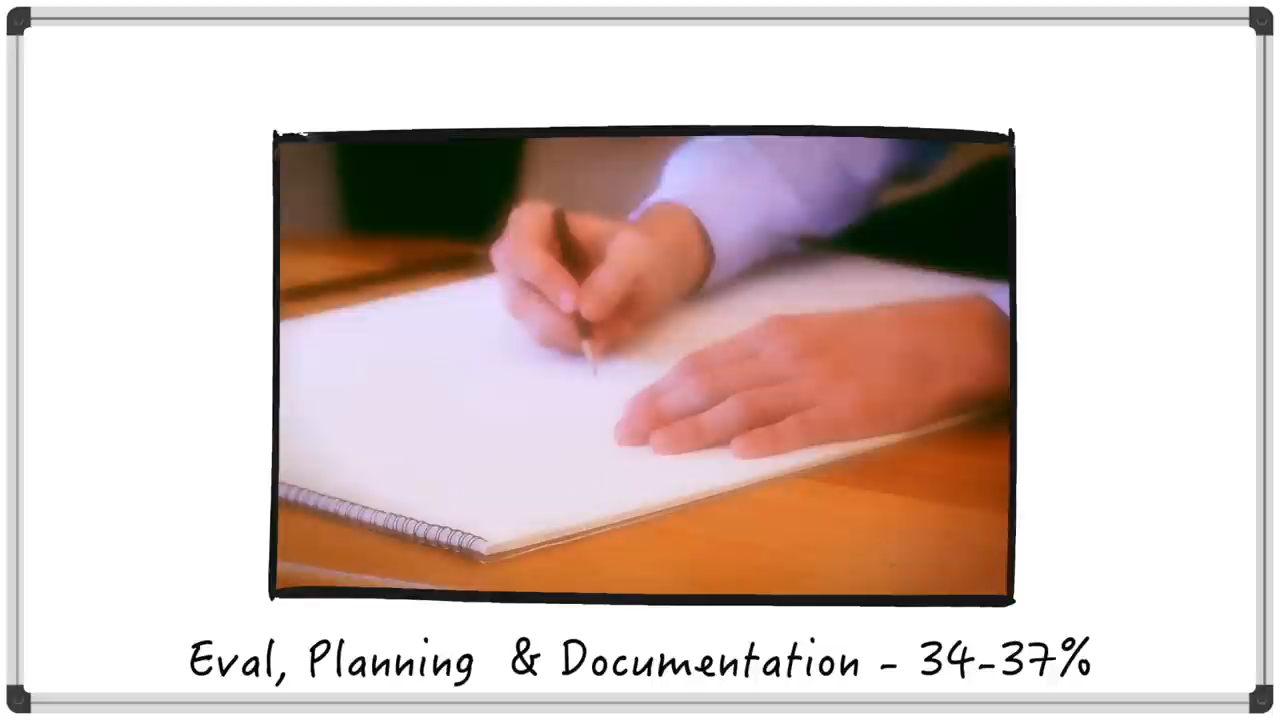 Eval, Planning & Documentation - 34-37%